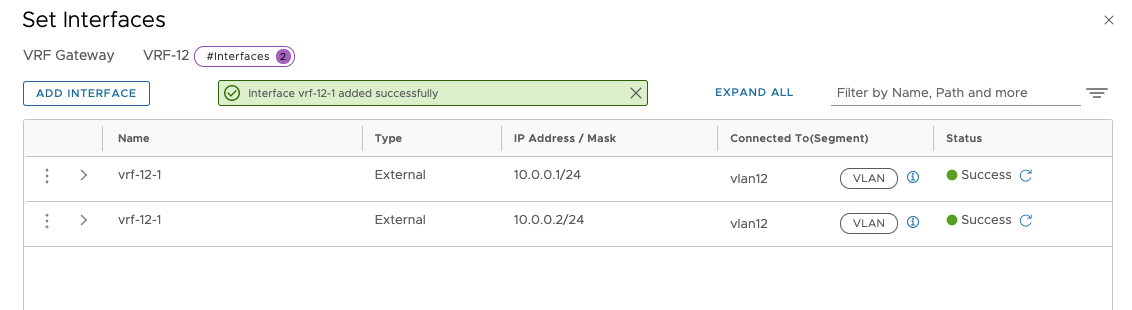 Set Interfaces
VRF Gateway VRF-12 #Interfaces 2
ADD INTERFACE Interface vrf-12-1 added successfully EXPAND ALL Filter by Name, Path and more
Name Type IP Address / Mask Connected To(Segment) Status
vrf-12-1 External 10.0.0.1/24 vlan12 VLAN Success
vrf-12-1 External 10.0.0.2/24 vlan12 VLAN Success